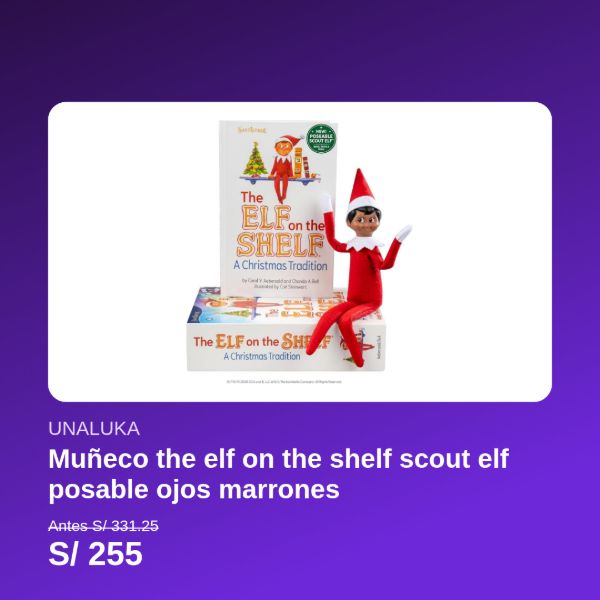 NEW!
POSEABLE
SCOUT ELF
The
ELF on the
SHELF
A Christmas Tradition
by Carol V. Aebersold and Chanda A. Bell
illustrated by Coë Steinwart
The ELF on the SHELF
A Christmas Tradition
UNALUKA
Muñeco the elf on the shelf scout elf
posable ojos marrones
Antes S/ 331.25
S/ 255